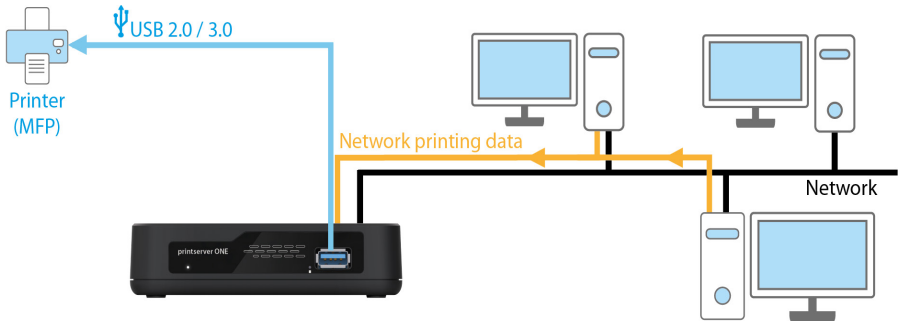 USB 2.0 / 3.0
Printer
(MFP)
Network printing data
Network
printserver ONE